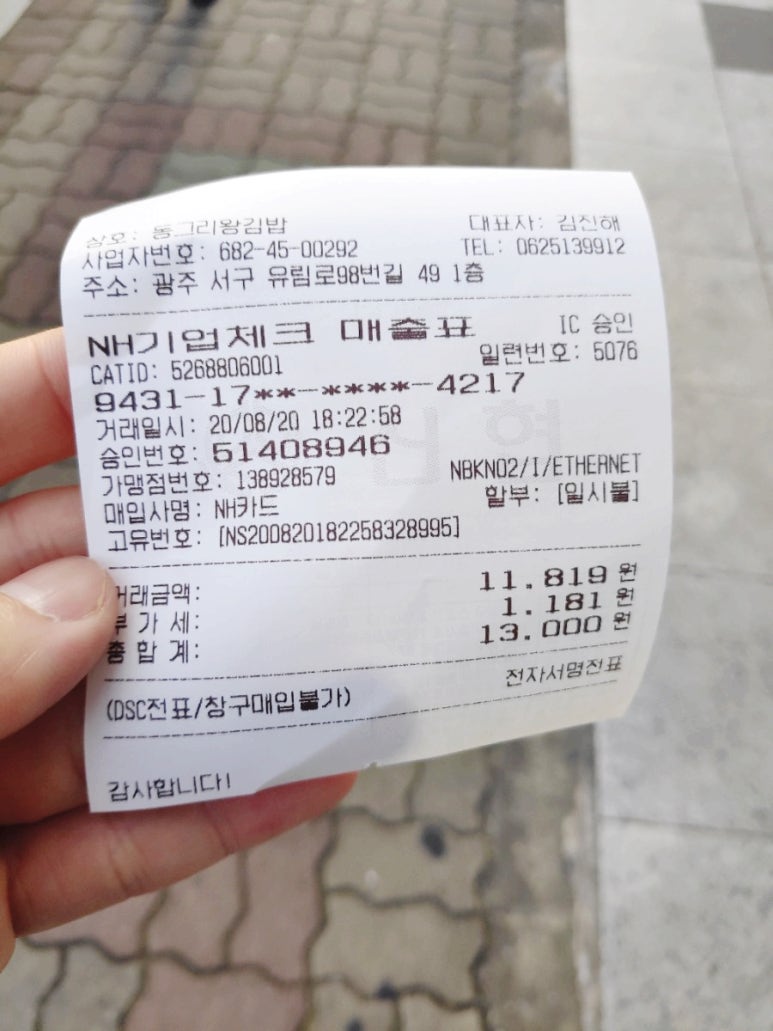 상호: 동그리왕김밥 대표자: 김진해
사업자번호: 682-45-00292 TEL: 0625139912
주소: 광주 서구 유림로98번길 49 1층
NH기업체크 매출표 IC 승인
CATID: 5268806001 일련번호: 5076
9431-17**-****-4217
거래일시: 20/08/20 18:22:58
승인번호: 51408946
가맹점번호: 138928579 NBKN02/I/ETHERNET
매입사명: NH카드 할부: [일시불]
고유번호: [NS200820182258328995]
거래금액: 11.819 원
부 가 세: 1.181 원
총 합 계: 13.000 원
전자서명전표
(DSC전표/창구매입불가)
감사합니다!